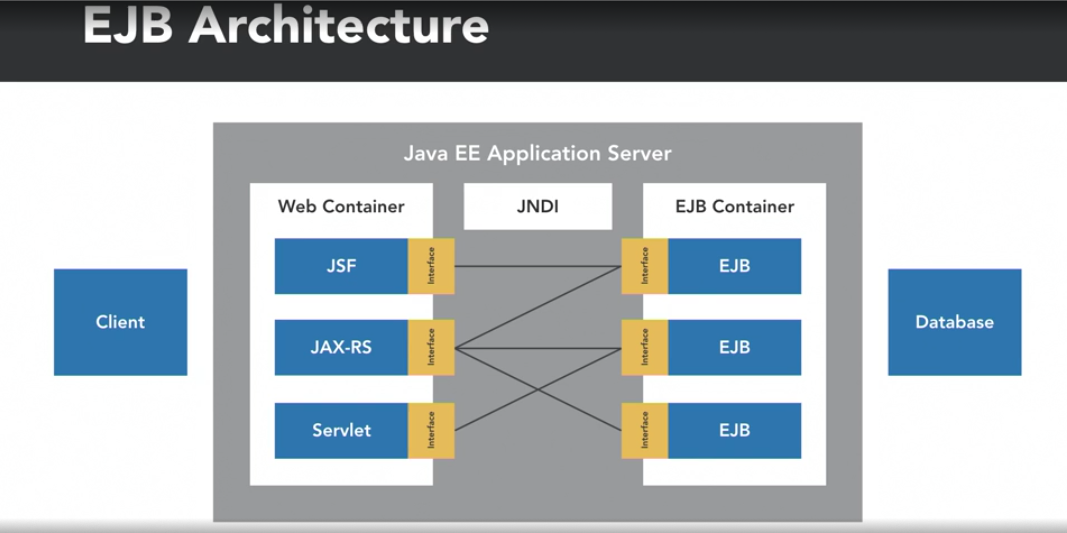 EJB Architecture
Java EE Application Server
Web Container
JNDI
EJB Container
JSF
Interface
Interface
EJB
Client
JAX-RS
Interface
Interface
EJB
Database
Servlet
Interface
Interface
EJB